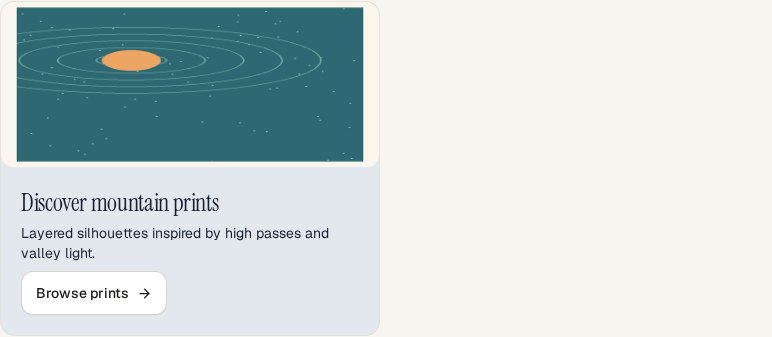 Discover mountain prints
Layered silhouettes inspired by high passes and
valley light.
Browse prints →